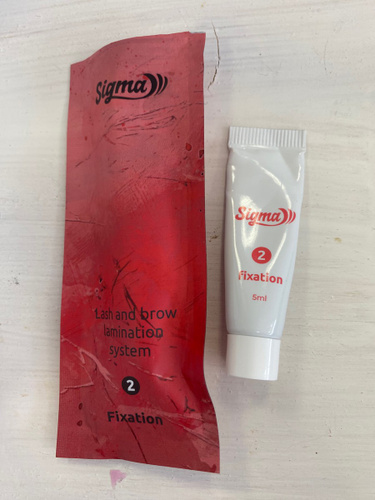 Sigma
Lash and brow
lamination
system
2
Fixation
Sigma
2
fixation
5ml